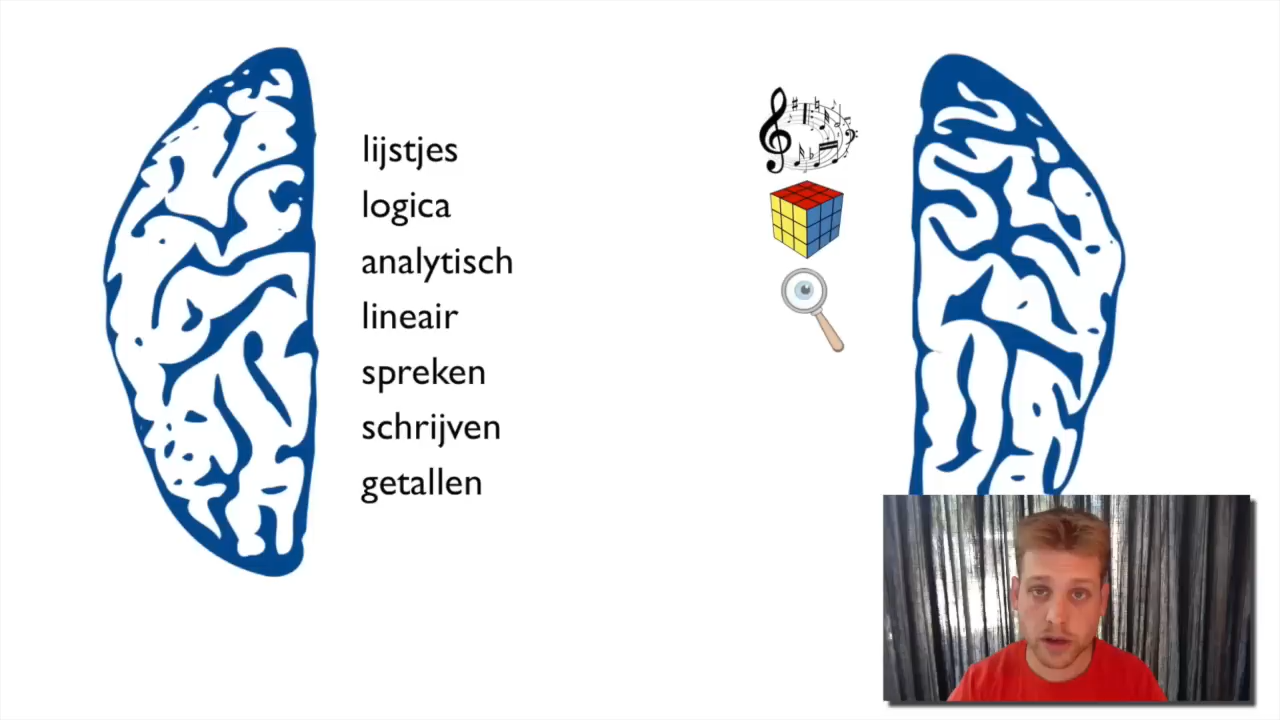 lijstjes
logica
analytisch
lineair
spreken
schrijven
getallen